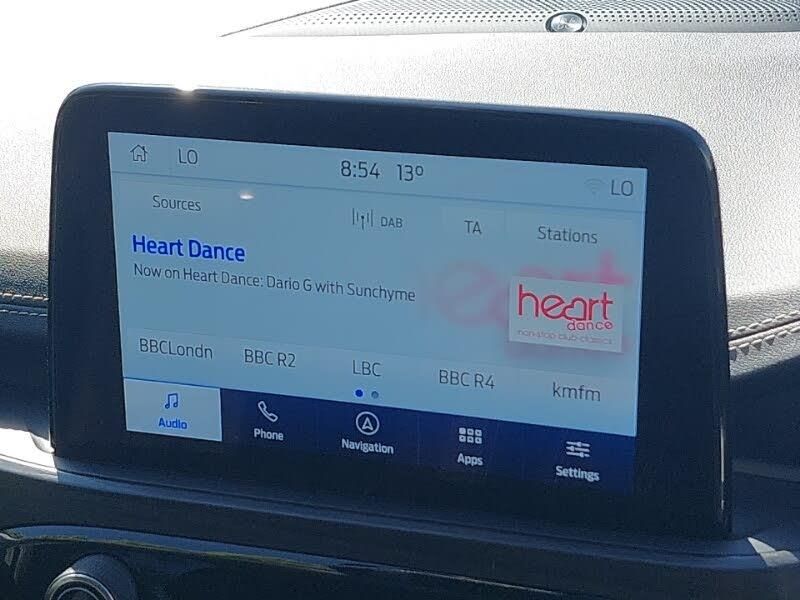 LO
8:54 13°
LO
Sources
DAB
TA
Stations
Heart Dance
Now on Heart Dance: Dario G with Sunchyme
heart
dance
non-stop club classics
BBCLondn
BBC R2
LBC
BBC R4
kmfm
Audio
Phone
Navigation
Apps
Settings